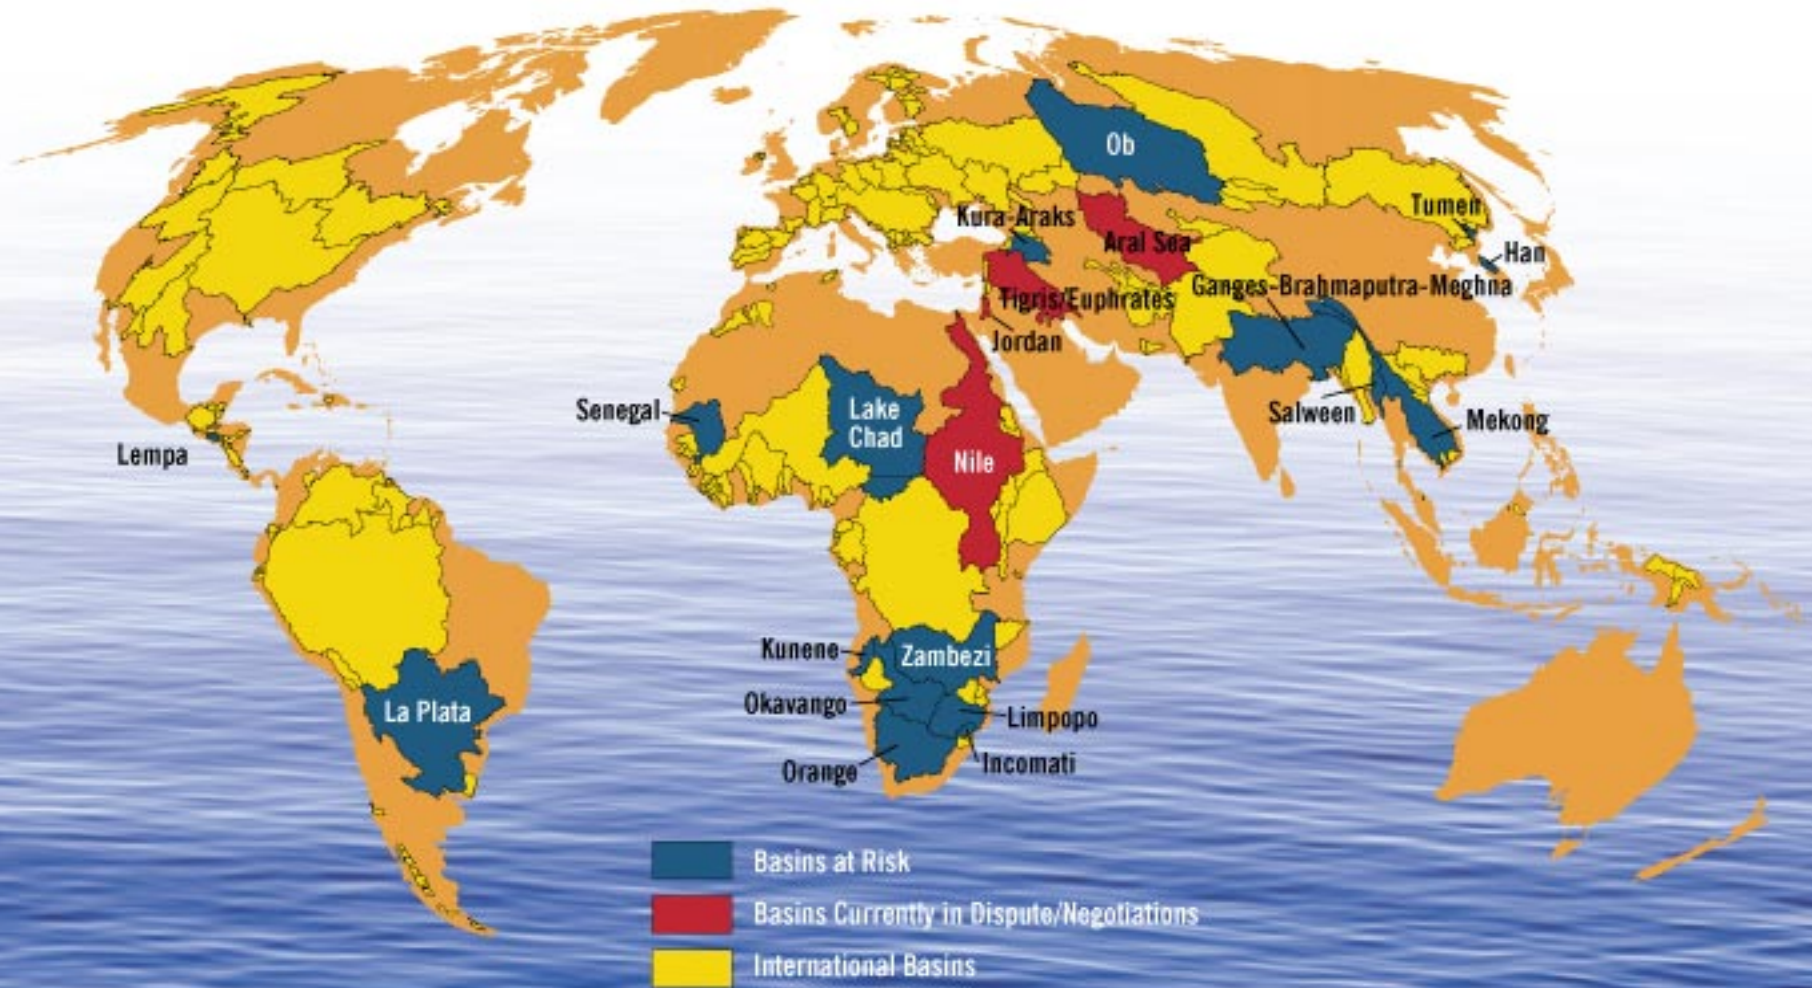 Ob
Tumen
Kura-Araks
Aral Sea
Han
Ganges-Brahmaputra-Meghna
Tigris/Euphrates
Jordan
Senegal
Lake
Chad
Salween
Mekong
Lempa
Nile
Kunene
Zambezi
Okavango
La Plata
Limpopo
Orange
Incomati
Basins at Risk
Basins Currently in Dispute/Negotiations
International Basins